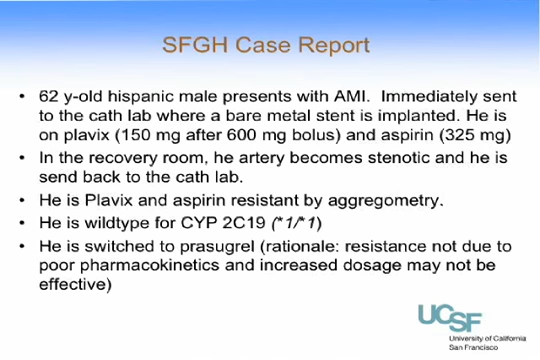 SFGH Case Report
• 62 y-old hispanic male presents with AMI.  Immediately sent
to the cath lab where a bare metal stent is implanted. He is
on plavix (150 mg after 600 mg bolus) and aspirin (325 mg)
• In the recovery room, he artery becomes stenotic and he is
send back to the cath lab.
• He is Plavix and aspirin resistant by aggregometry.
• He is wildtype for CYP 2C19 (*1/*1)
• He is switched to prasugrel (rationale: resistance not due to
poor pharmacokinetics and increased dosage may not be
effective)
UCSF
University of California
San Francisco